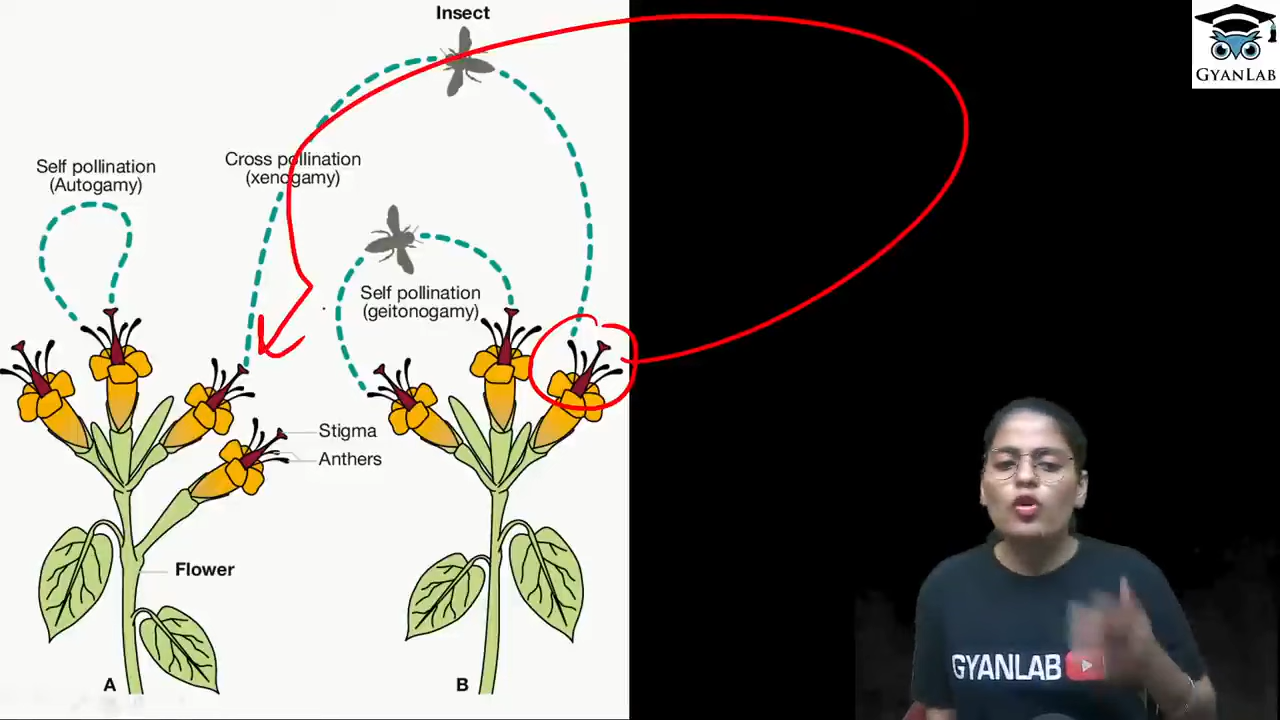 Insect
GYANLAB
Self pollination
(Autogamy)
Cross pollination
(xenogamy)
Self pollination
(geitonogamy)
Stigma
Anthers
Flower
A
B
GYANLAB